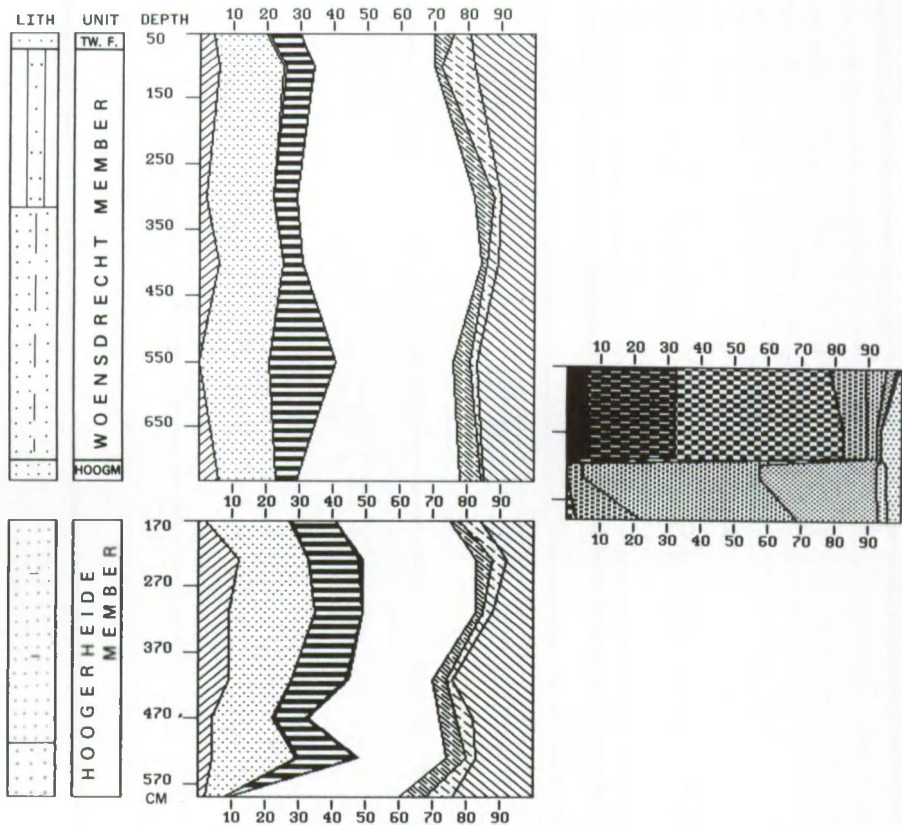 LITH UNIT DEPTH 10 20 30 40 50 60 70 80 90
TW. F. 50
150
250
350
450
550
650
WOENSDRECHT MEMBER
HOOGM
10 20 30 40 50 60 70 80 90
170
270
370
470
570
CM
HOOGERHEIDE
MEMBER
10 20 30 40 50 60 70 80 90
10 20 30 40 50 60 70 80 90
10 20 30 40 50 60 70 80 90